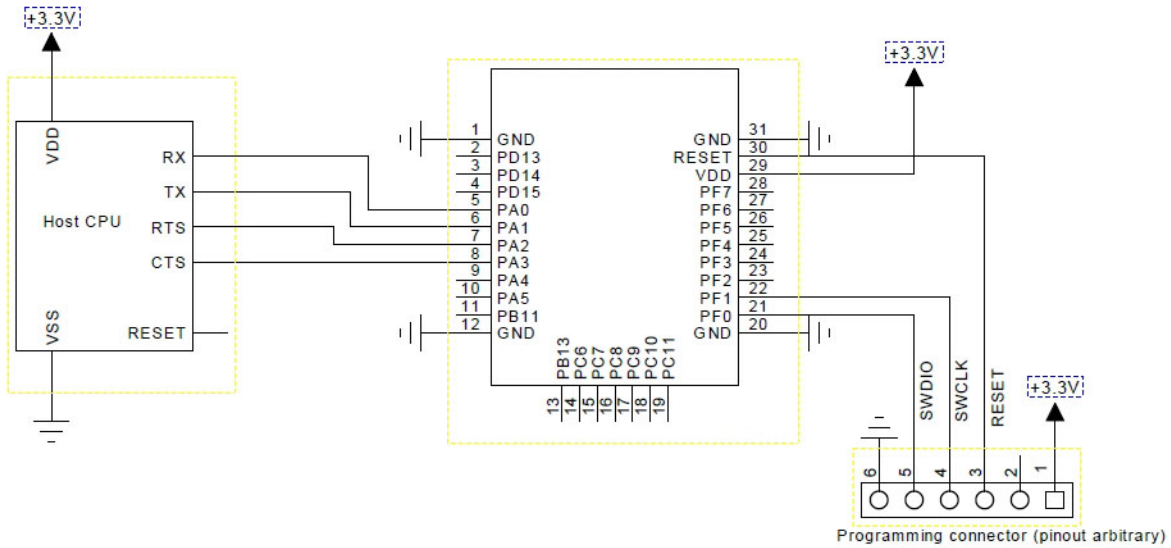 +3.3V
VDD
RX
TX
Host CPU
RTS
CTS
VSS
RESET
1 GND
2 PD13
3 PD14
4 PD15
5 PA0
6 PA1
7 PA2
8 PA3
9 PA4
10 PA5
11 PB11
12 GND
PB13 13
PC6 14
PC7 15
PC8 16
PC9 17
PC10 18
PC11 19
GND 31
RESET 30
VDD 29
PF7 28
PF6 27
PF5 26
PF4 25
PF3 24
PF2 23
PF1 22
PF0 21
GND 20
+3.3V
SWDIO
SWCLK
RESET
+3.3V
6 5 4 3 2 1
Programming connector (pinout arbitrary)